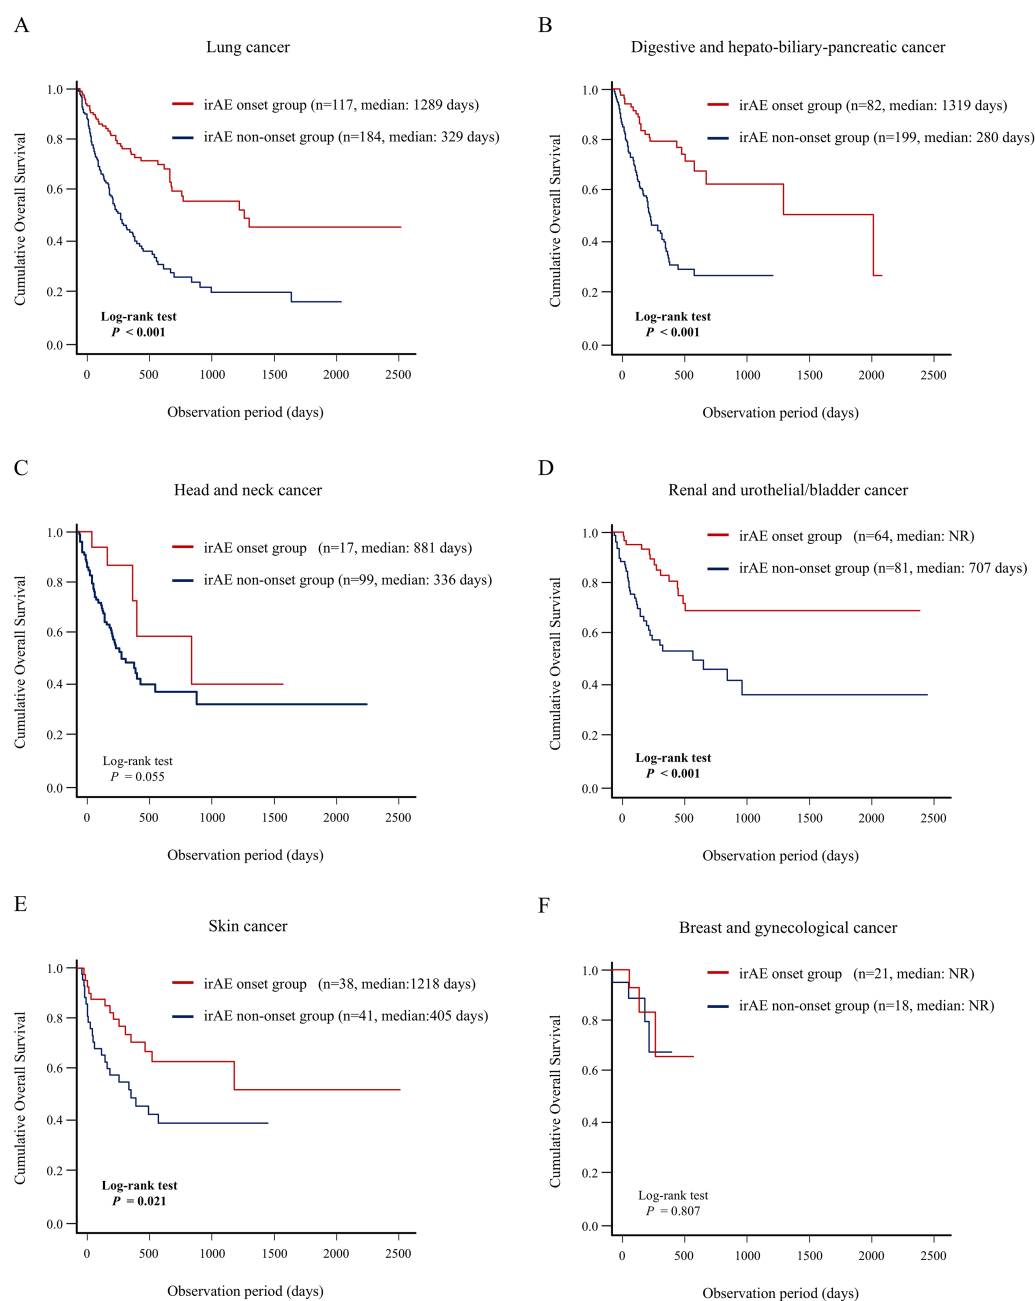 A
Lung cancer
irAE onset group (n=117, median: 1289 days)
irAE non-onset group (n=184, median: 329 days)
Cumulative Overall Survival
1.0
0.8
0.6
0.4
0.2
0.0
Log-rank test
P < 0.001
0 500 1000 1500 2000 2500
Observation period (days)
B
Digestive and hepato-biliary-pancreatic cancer
irAE onset group (n=82, median: 1319 days)
irAE non-onset group (n=199, median: 280 days)
Cumulative Overall Survival
1.0
0.8
0.6
0.4
0.2
0.0
Log-rank test
P < 0.001
0 500 1000 1500 2000 2500
Observation period (days)
C
Head and neck cancer
irAE onset group (n=17, median: 881 days)
irAE non-onset group (n=99, median: 336 days)
Cumulative Overall Survival
1.0
0.8
0.6
0.4
0.2
0.0
Log-rank test
P = 0.055
0 500 1000 1500 2000 2500
Observation period (days)
D
Renal and urothelial/bladder cancer
irAE onset group (n=64, median: NR)
irAE non-onset group (n=81, median: 707 days)
Cumulative Overall Survival
1.0
0.8
0.6
0.4
0.2
0.0
Log-rank test
P < 0.001
0 500 1000 1500 2000 2500
Observation period (days)
E
Skin cancer
irAE onset group (n=38, median:1218 days)
irAE non-onset group (n=41, median:405 days)
Cumulative Overall Survival
1.0
0.8
0.6
0.4
0.2
0.0
Log-rank test
P = 0.021
0 500 1000 1500 2000 2500
Observation period (days)
F
Breast and gynecological cancer
irAE onset group (n=21, median: NR)
irAE non-onset group (n=18, median: NR)
Cumulative Overall Survival
1.0
0.8
0.6
0.4
0.2
0.0
Log-rank test
P = 0.807
0 500 1000 1500 2000 2500
Observation period (days)